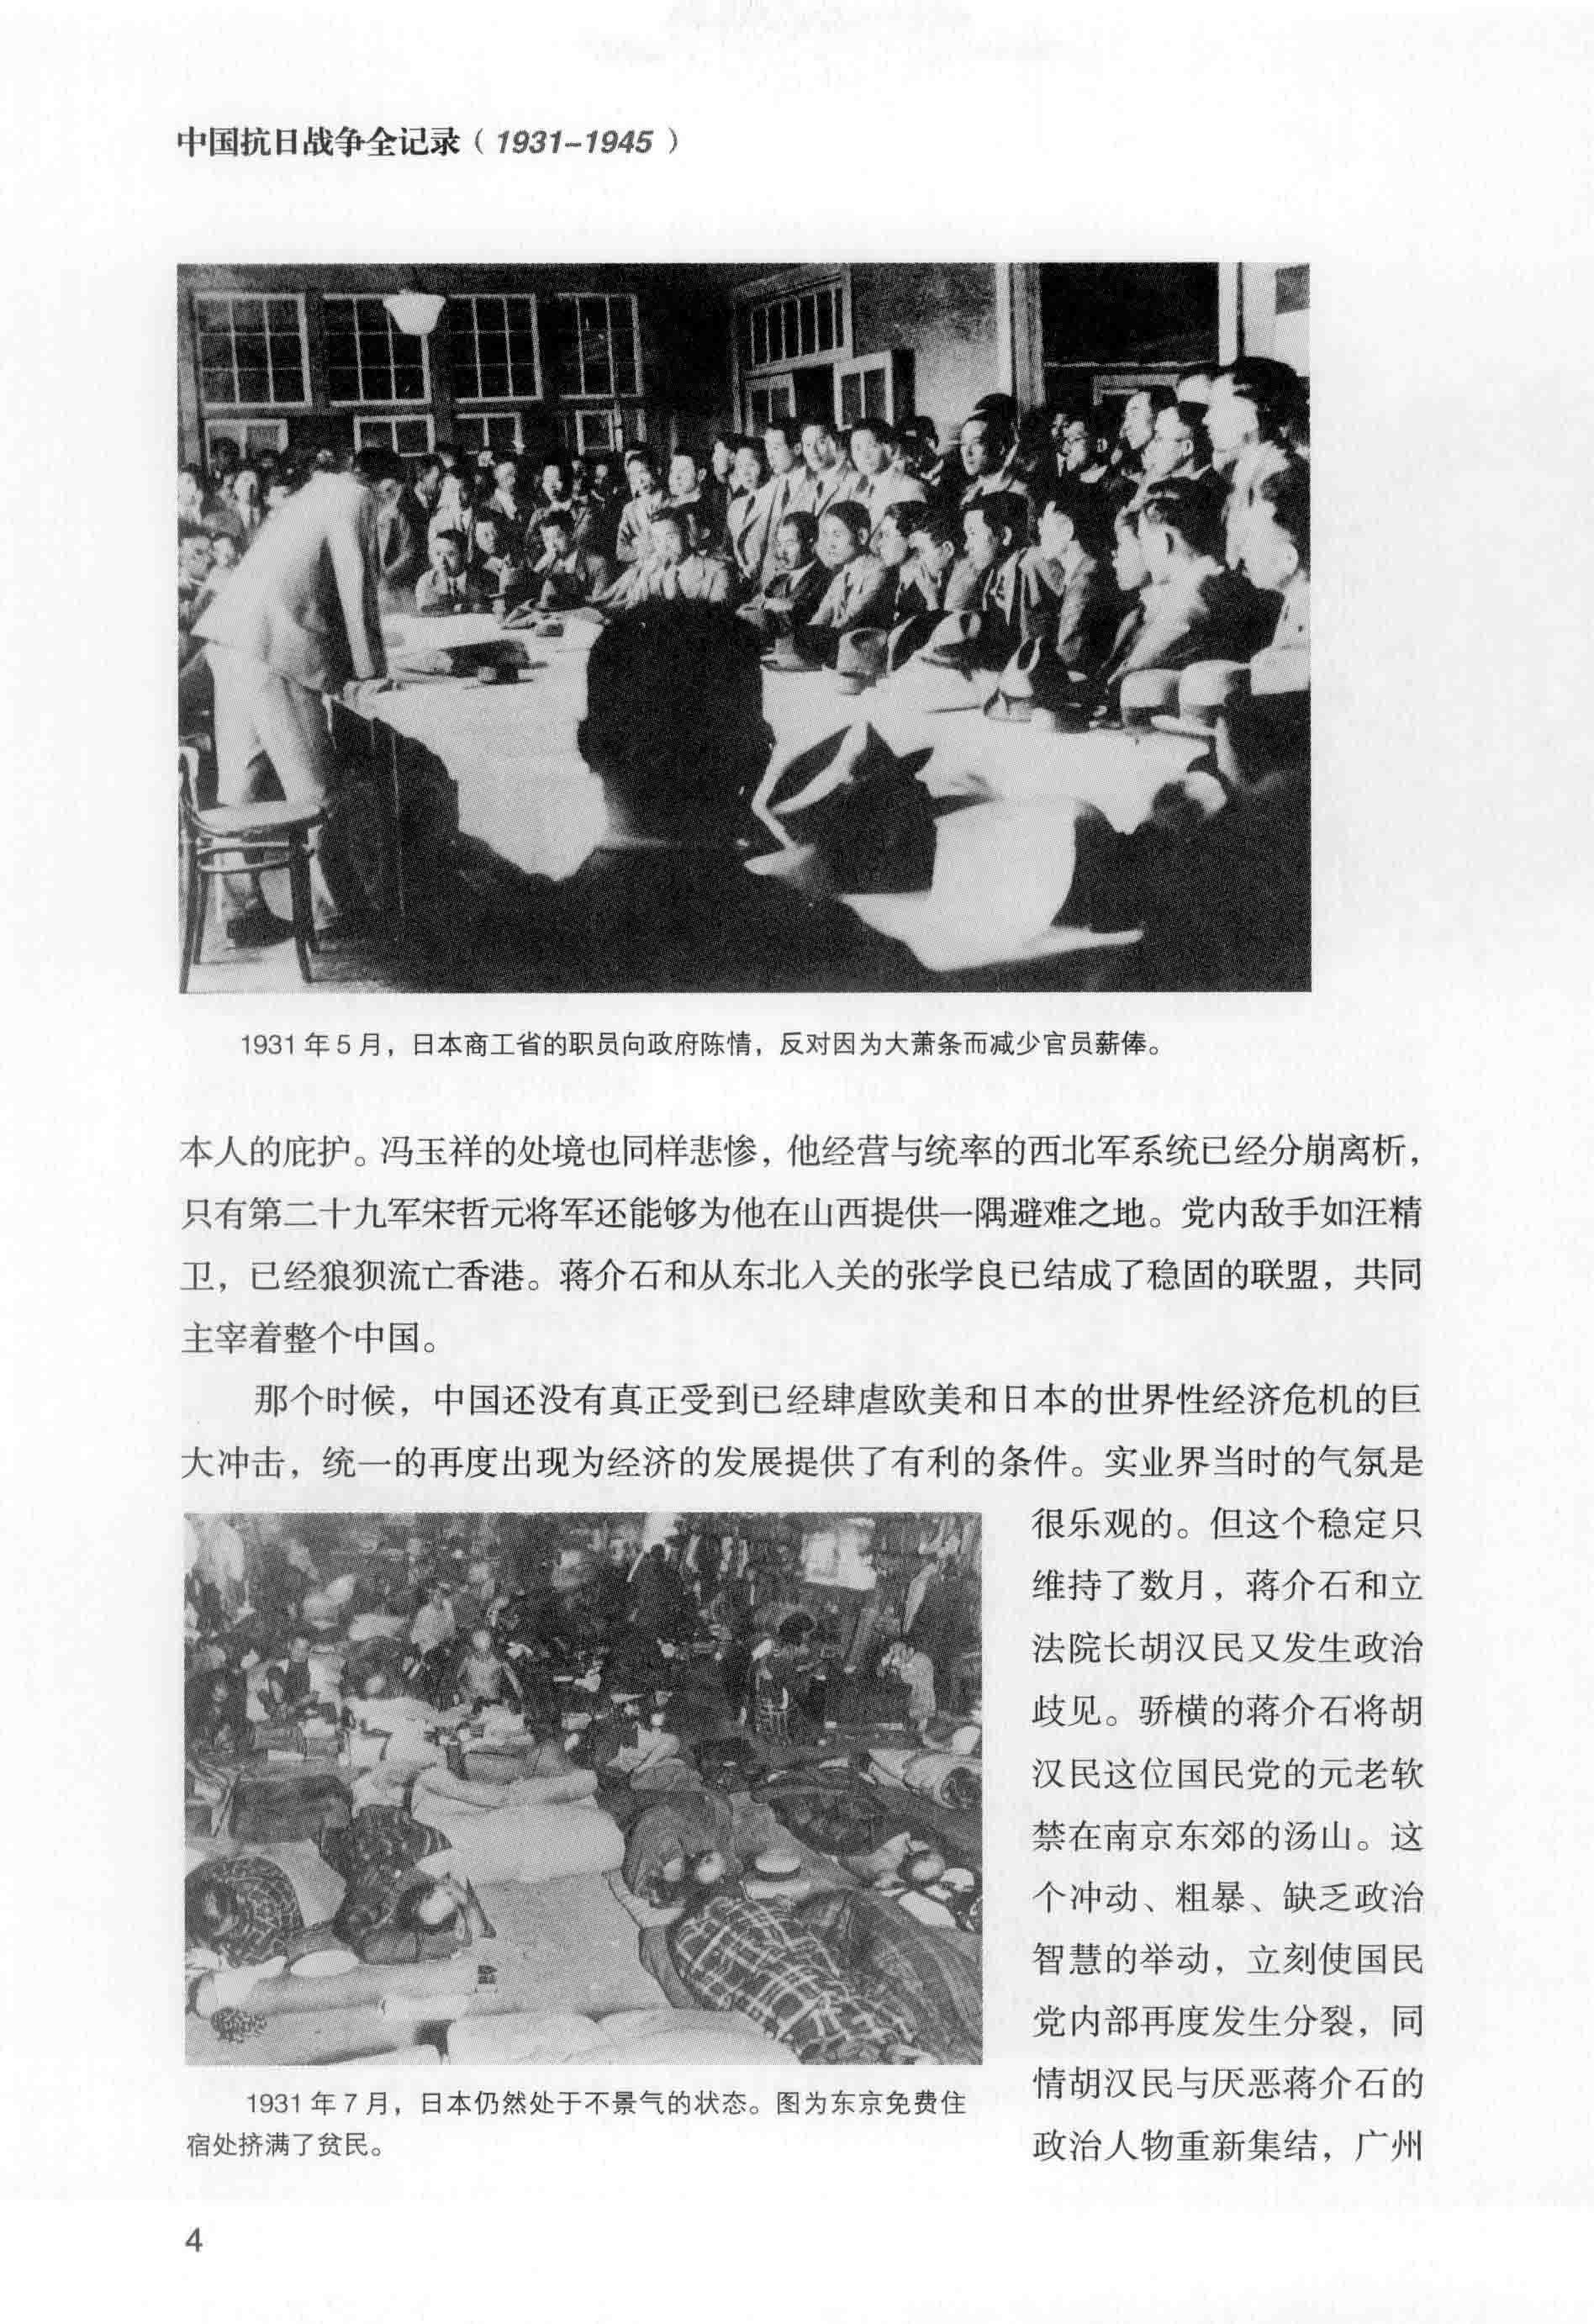 中国抗日战争全记录（1931-1945）
1931年5月，日本商工省的职员向政府陈情，反对因为大萧条而减少官员薪俸。
本人的庇护。冯玉祥的处境也同样悲惨，他经营与统率的西北军系统已经分崩离析，
只有第二十九军宋哲元将军还能够为他在山西提供一隅避难之地。党内敌手如汪精
卫，已经狼狈流亡香港。蒋介石和从东北入关的张学良已结成了稳固的联盟，共同
主宰着整个中国。
那个时候，中国还没有真正受到已经肆虐欧美和日本的世界性经济危机的巨
大冲击，统一的再度出现为经济的发展提供了有利的条件。实业界当时的气氛是
很乐观的。但这个稳定只
维持了数月，蒋介石和立
法院长胡汉民又发生政治
歧见。骄横的蒋介石将胡
汉民这位国民党的元老软
禁在南京东郊的汤山。这
个冲动、粗暴、缺乏政治
智慧的举动，立刻使国民
党内部再度发生分裂，同
情胡汉民与厌恶蒋介石的
政治人物重新集结，广州
1931年7月，日本仍然处于不景气的状态。图为东京免费住
宿处挤满了贫民。
4